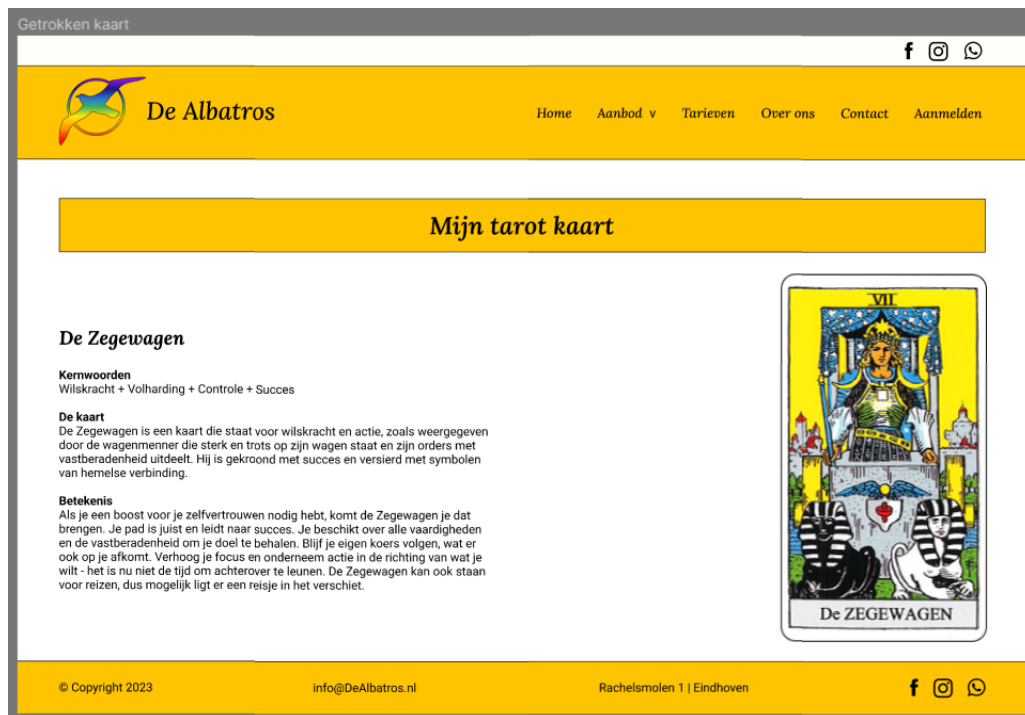 Getrokken kaart
De Albatros
Home Aanbod v Tarieven Over ons Contact Aanmelden
Mijn tarot kaart
De Zegewagen
Kernwoorden
Wilskracht + Volharding + Controle + Succes
De kaart
De Zegewagen is een kaart die staat voor wilskracht en actie, zoals weergegeven
door de wagenmenner die sterk en trots op zijn wagen staat en zijn orders met
vastberadenheid uitdeelt. Hij is gekroond met succes en versierd met symbolen
van hemelse verbinding.
Betekenis
Als je een boost voor je zelfvertrouwen nodig hebt, komt de Zegewagen je dat
brengen. Je pad is juist en leidt naar succes. Je beschikt over alle vaardigheden
en de vastberadenheid om je doel te behalen. Blijf je eigen koers volgen, wat er
ook op je afkomt. Verhoog je focus en onderneem actie in de richting van wat je
wilt - het is nu niet de tijd om achterover te leunen. De Zegewagen kan ook staan
voor reizen, dus mogelijk ligt er een reisje in het verschiet.
VII
De ZEGEWAGEN
© Copyright 2023 info@DeAlbatros.nl Rachelsmolen 1 | Eindhoven